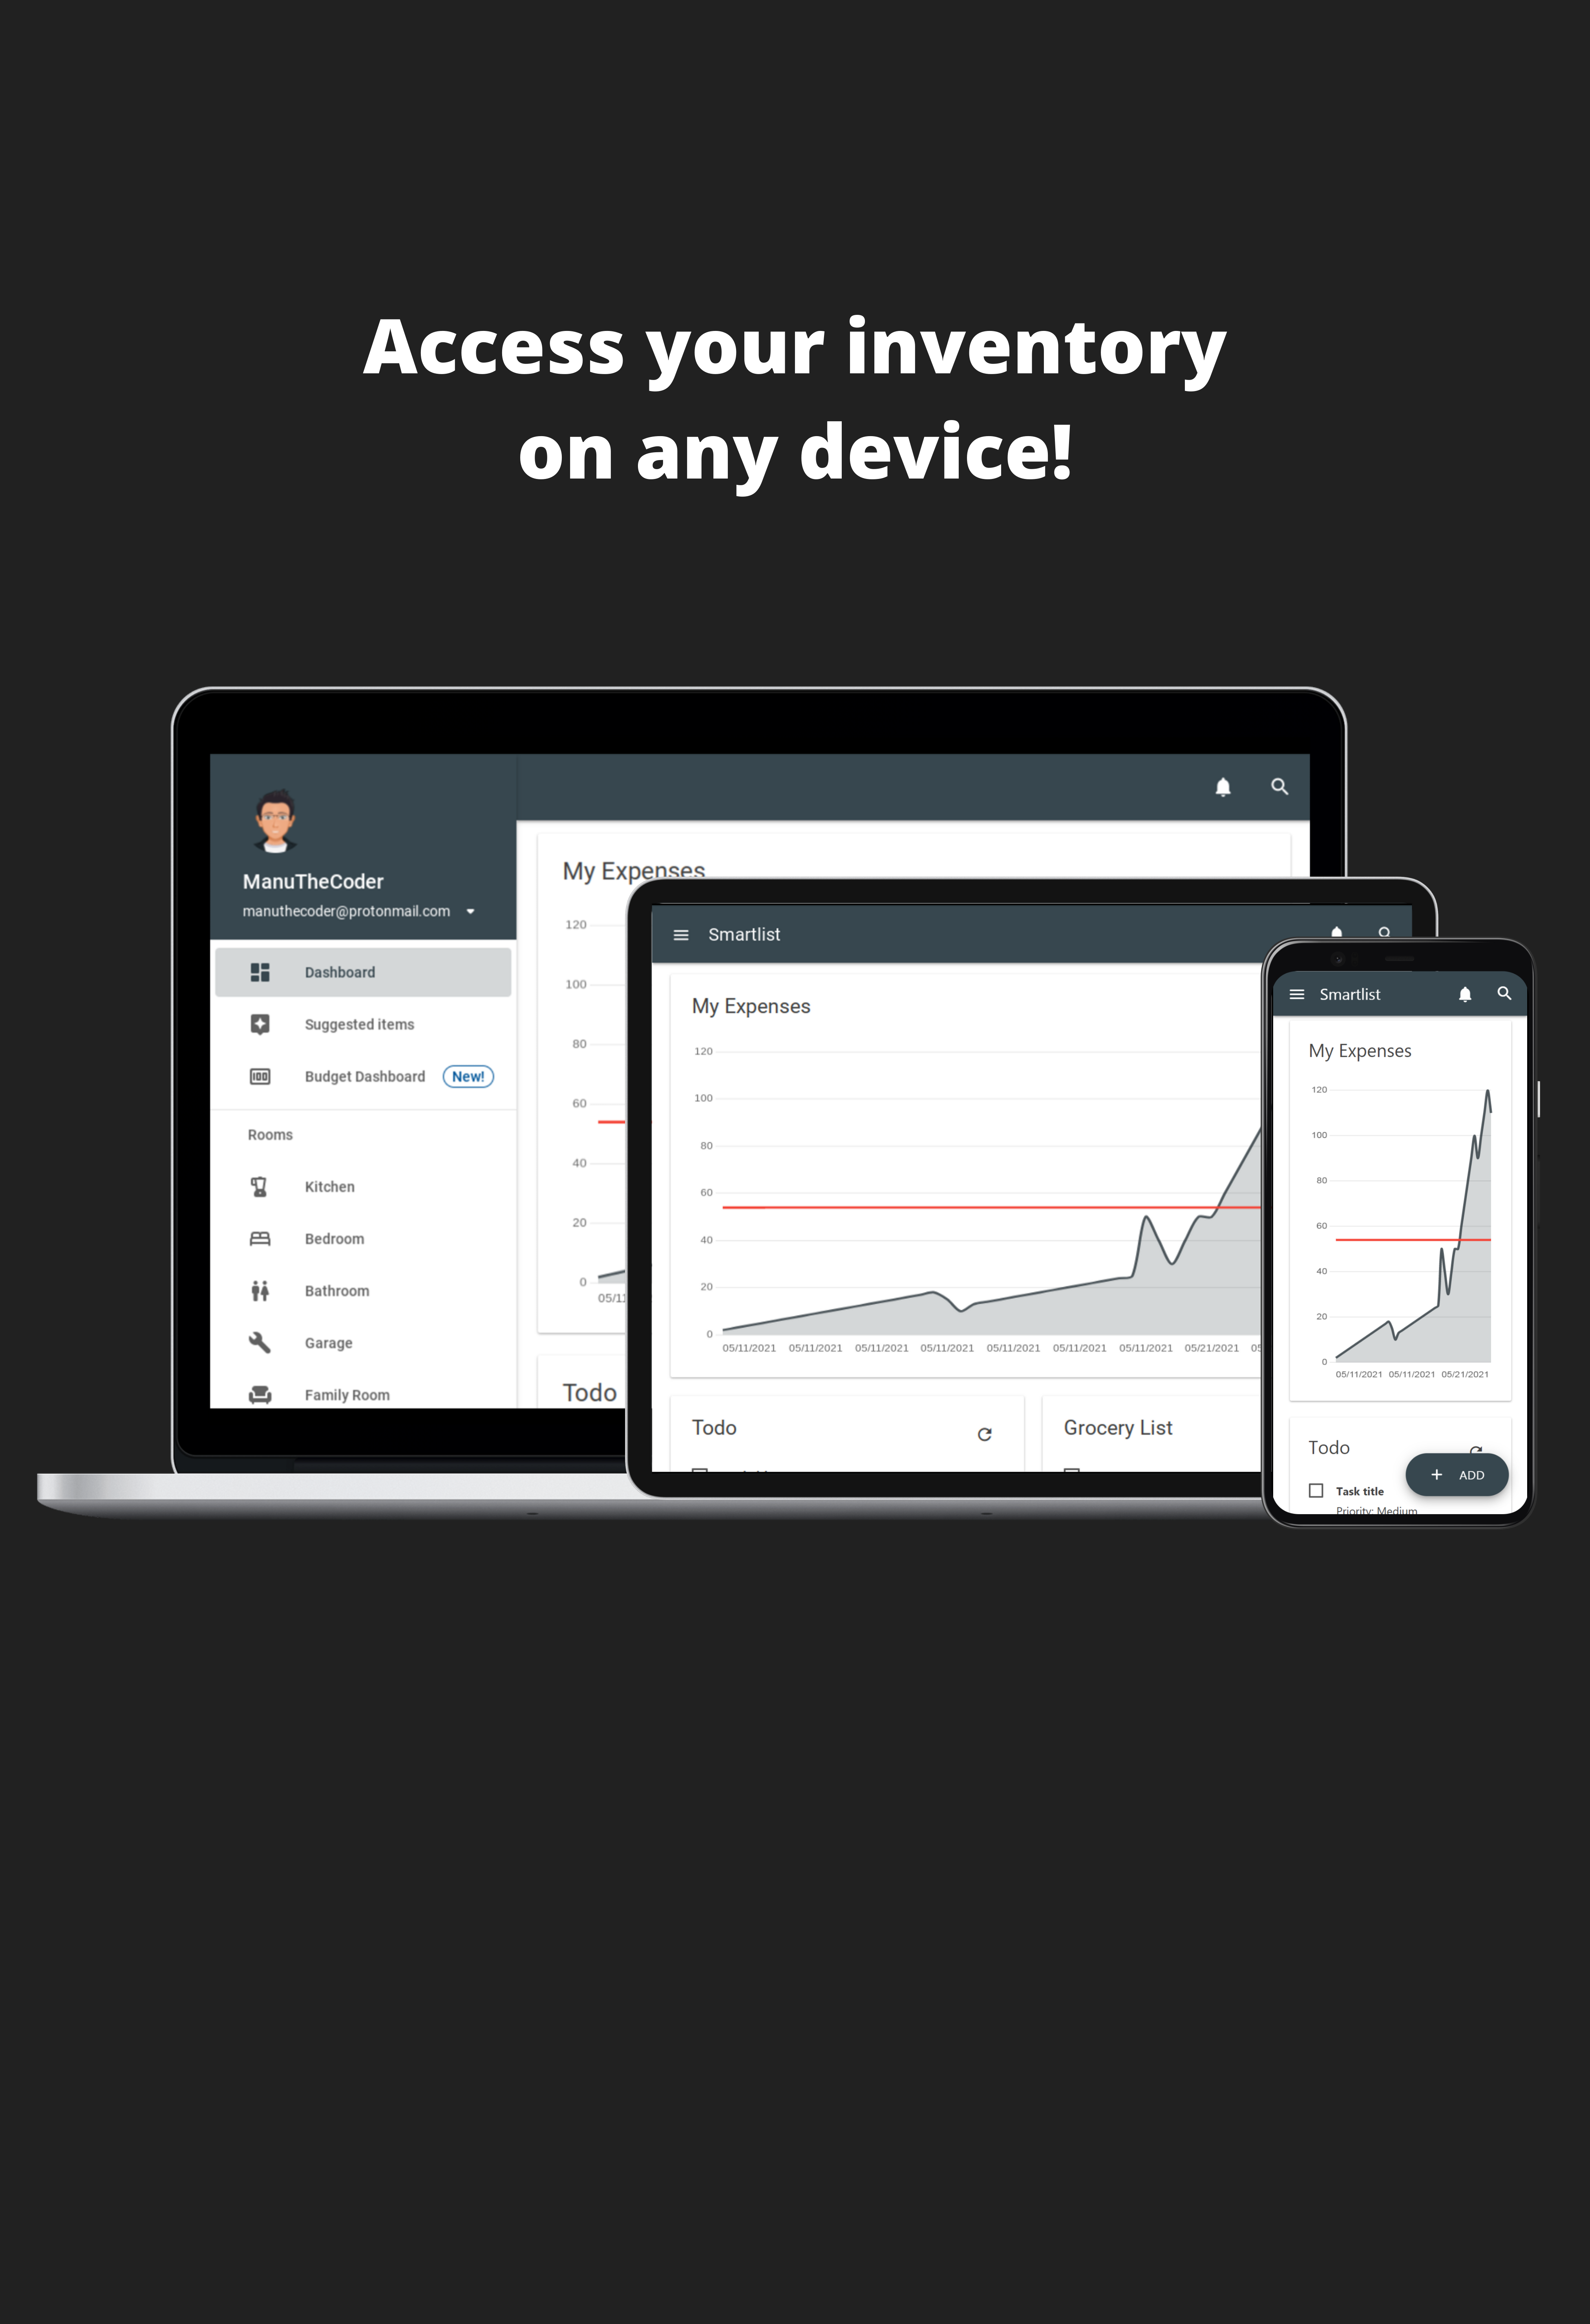 Access your inventory
on any device!
ManuTheCoder
manuthecoder@protonmail.com
Dashboard
Suggested items
Budget Dashboard New!
Rooms
Kitchen
Bedroom
Bathroom
Garage
Family Room
My Expenses
120
100
80
60
40
20
0
Todo
Smartlist
My Expenses
120
100
80
60
40
20
0
05/11/2021 05/11/2021 05/11/2021 05/11/2021 05/11/2021 05/11/2021 05/11/2021 05/21/2021
Todo
Grocery List
Smartlist
My Expenses
120
100
80
60
40
20
0
05/11/2021 05/11/2021 05/21/2021
Todo
ADD
Task title
Priority: Medium